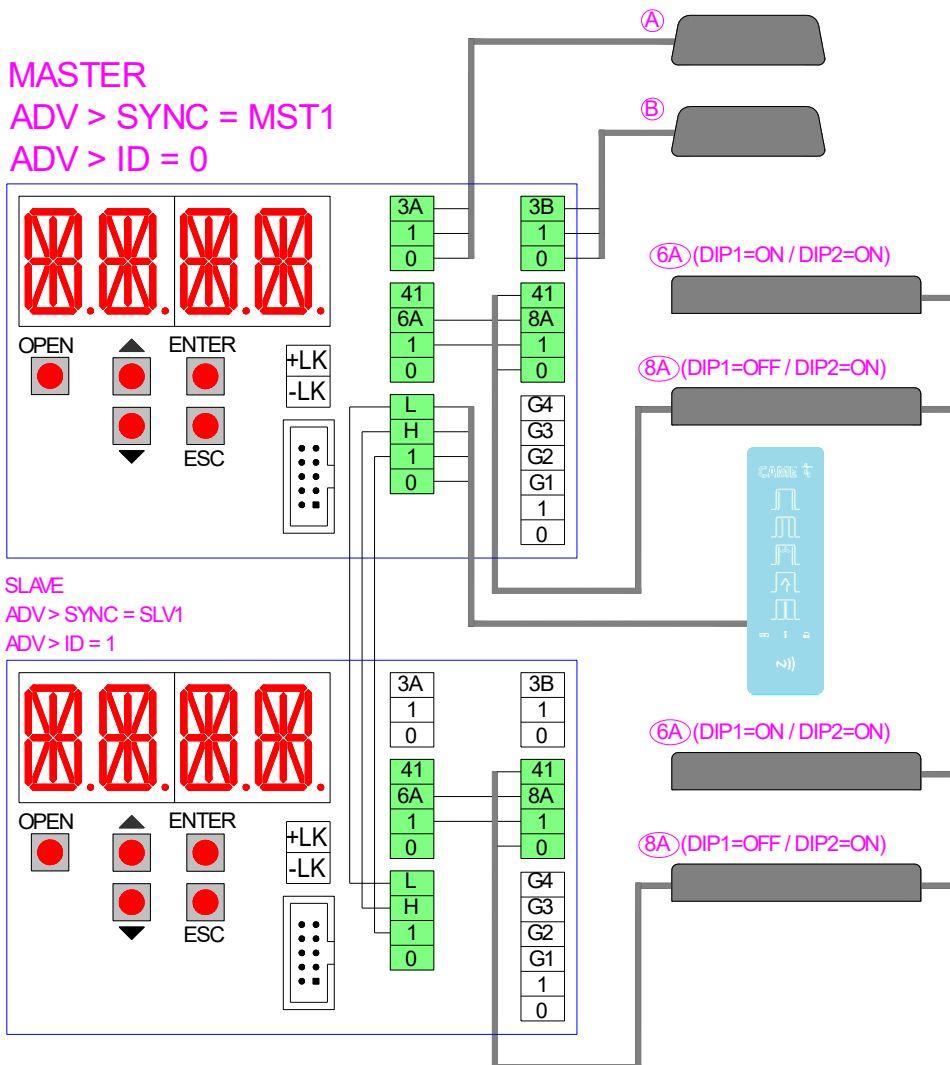 A
MASTER
ADV > SYNC = MST1
ADV > ID = 0
B
3A
1
0
3B
1
0
6A (DIP1=ON / DIP2=ON)
41
6A
1
0
41
8A
1
0
OPEN
ENTER
ESC
+LK
-LK
8A (DIP1=OFF / DIP2=ON)
L
H
1
0
G4
G3
G2
G1
1
0
CAME
SLAVE
ADV > SYNC = SLV1
ADV > ID = 1
3A
1
0
3B
1
0
6A (DIP1=ON / DIP2=ON)
41
6A
1
0
41
8A
1
0
OPEN
ENTER
ESC
+LK
-LK
8A (DIP1=OFF / DIP2=ON)
L
H
1
0
G4
G3
G2
G1
1
0